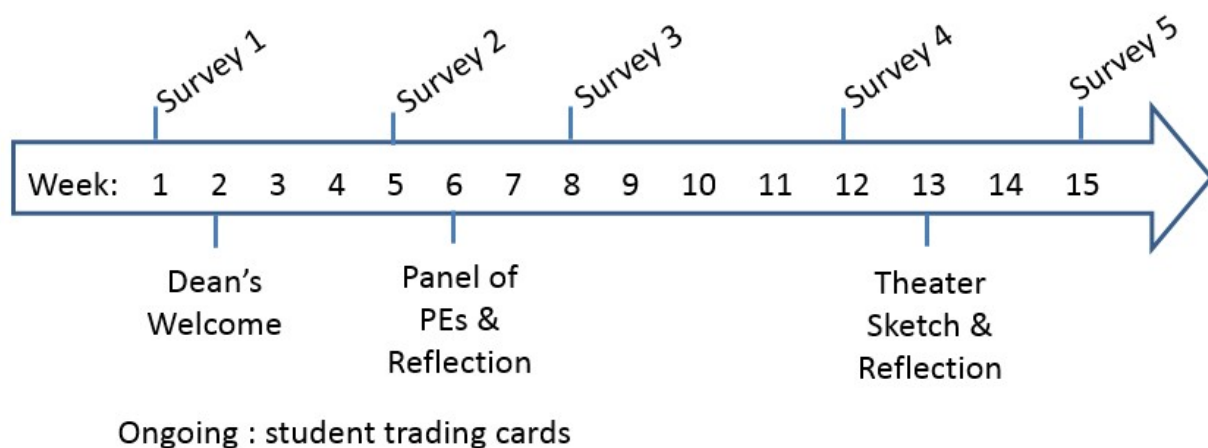 Survey 1
Survey 2
Survey 3
Survey 4
Survey 5
Week: 1 2 3 4 5 6 7 8 9 10 11 12 13 14 15
Dean’s
Welcome
Panel of
PEs &
Reflection
Theater
Sketch &
Reflection
Ongoing : student trading cards